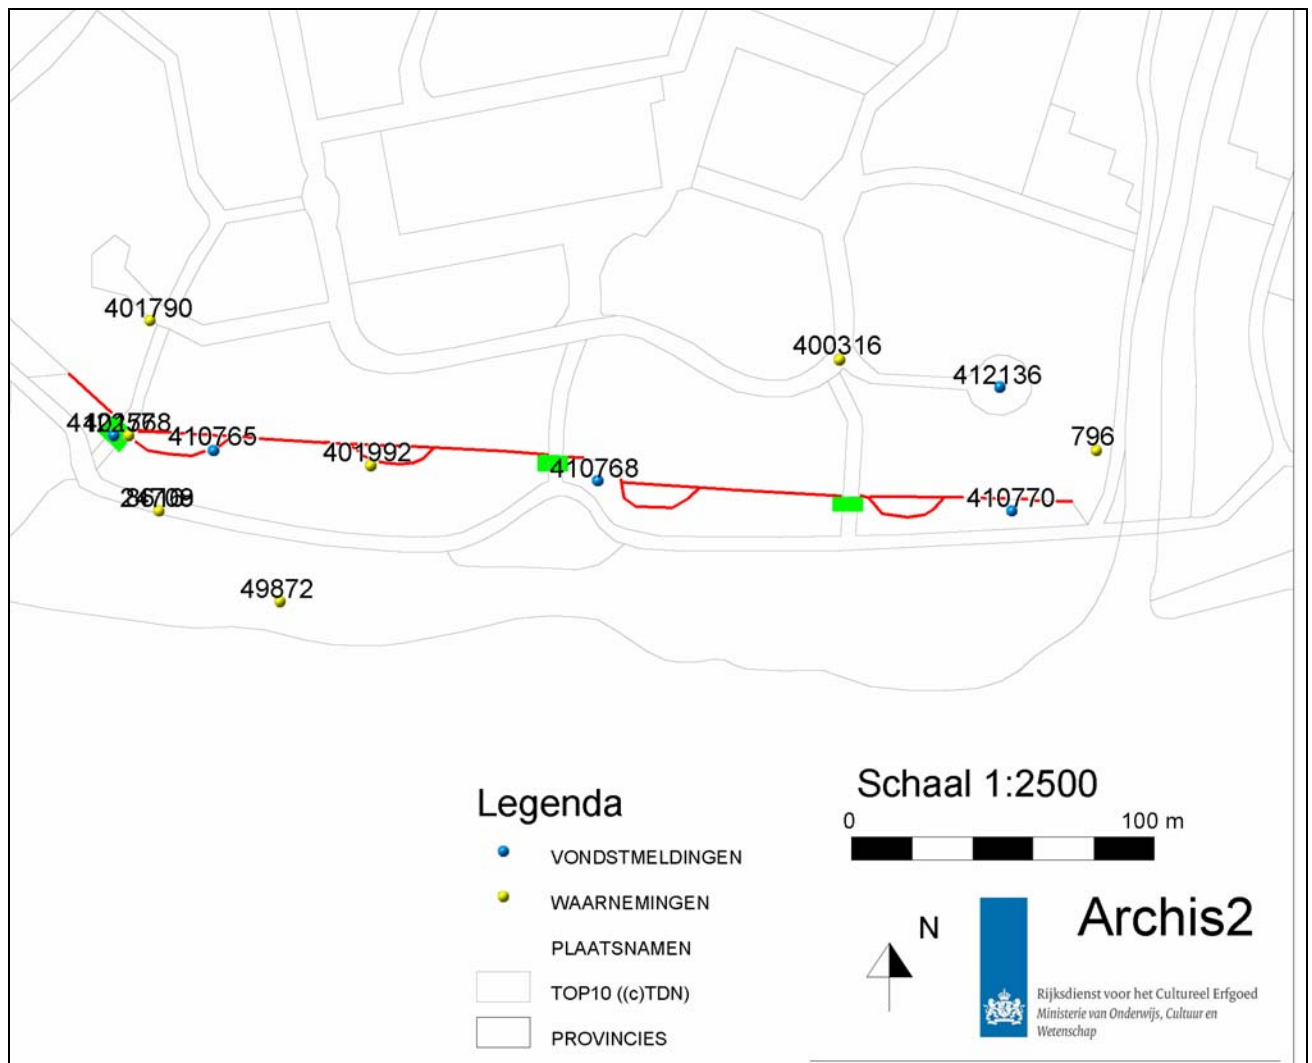 401790
400316
412136
410765
401992
796
410768
410770
49872
Legenda
VONDSTMELDINGEN
WAARNEMINGEN
PLAATSNAMEN
TOP10 ((c)TDN)
PROVINCIES
Schaal 1:2500
0 100 m
N
Archis2
Rijksdienst voor het Cultureel Erfgoed
Ministerie van Onderwijs, Cultuur en
Wetenschap